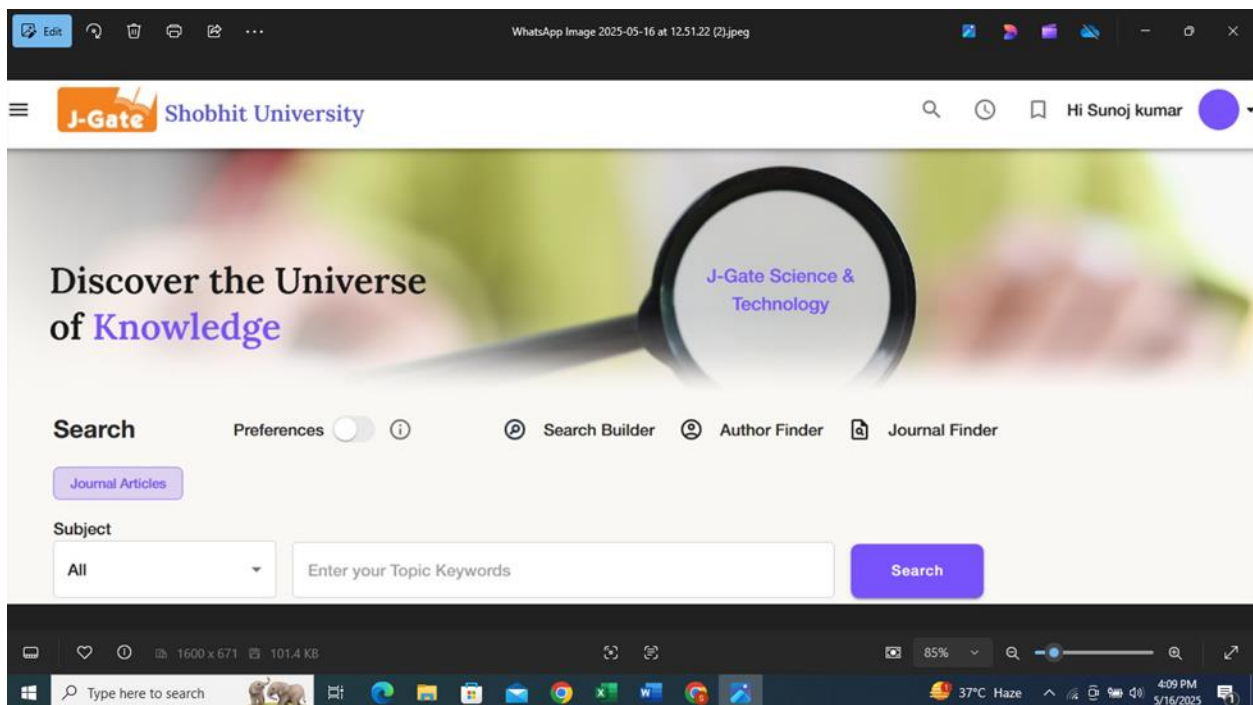 Edit
WhatsApp Image 2025-05-16 at 12.51.22 (2).jpeg
J-Gate Shobhit University
Hi Sunoj kumar
Discover the Universe
of Knowledge
J-Gate Science &
Technology
Search Preferences Search Builder Author Finder Journal Finder
Journal Articles
Subject
All Enter your Topic Keywords Search
1600 x 671 101.4 KB 85%
Type here to search 37°C Haze 4:09 PM
5/16/2025